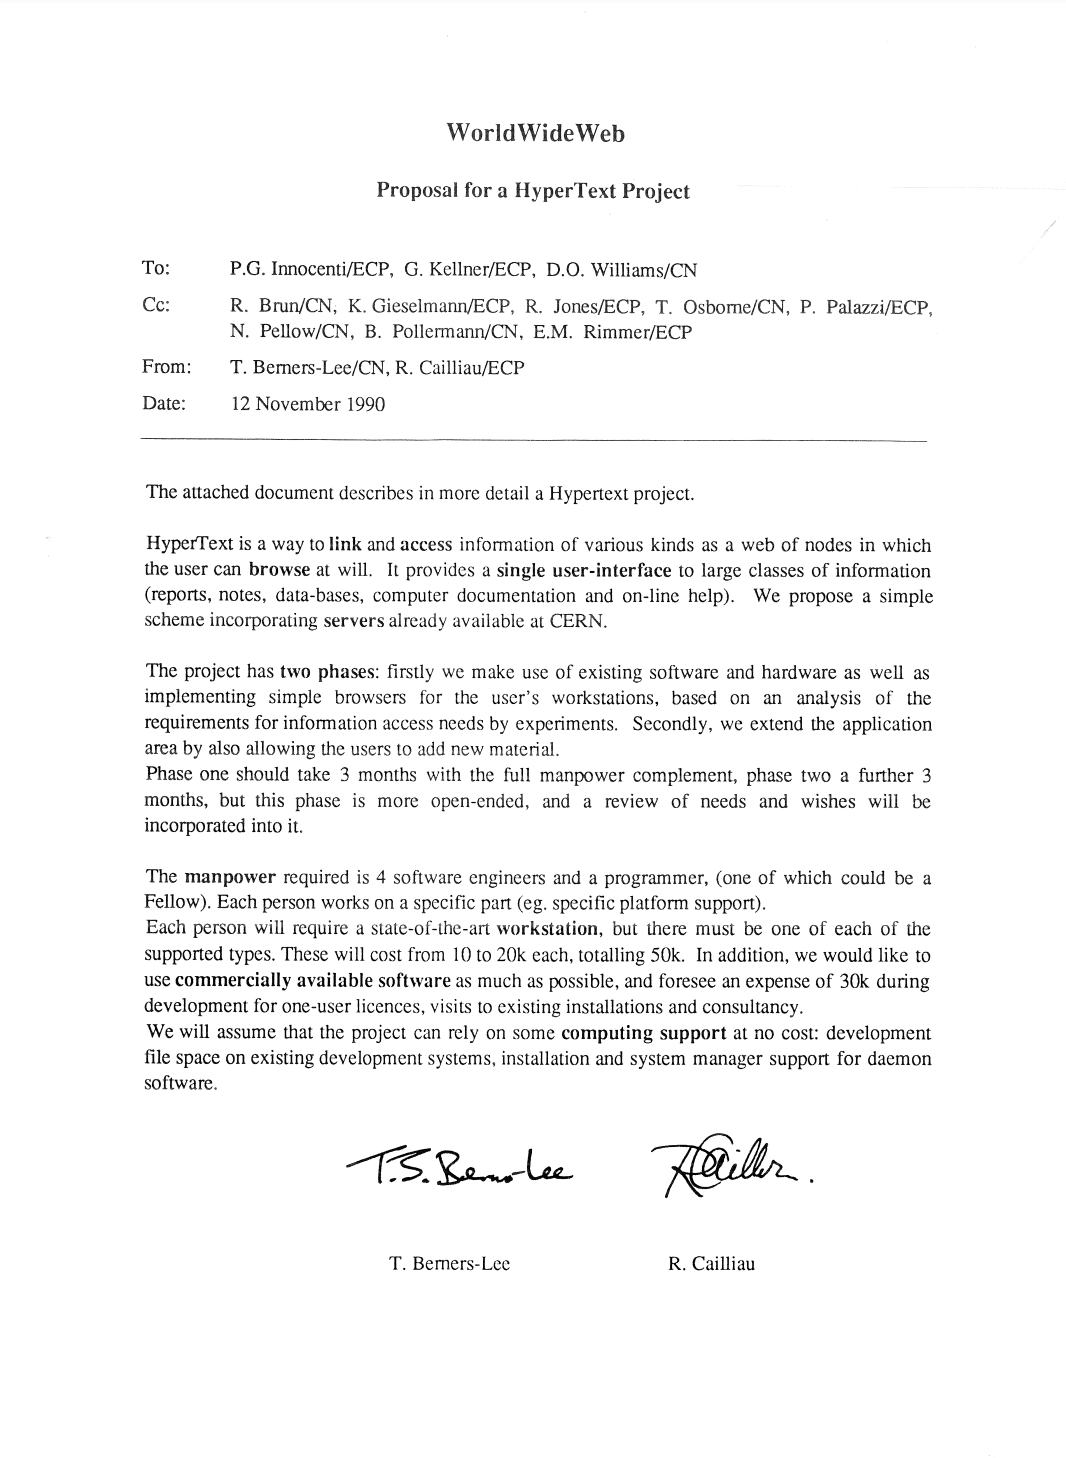 WorldWideWeb
Proposal for a HyperText Project
To: P.G. Innocenti/ECP, G. Kellner/ECP, D.O. Williams/CN
Cc: R. Brun/CN, K. Gieselmann/ECP, R. Jones/ECP, T. Osborne/CN, P. Palazzi/ECP,
N. Pellow/CN, B. Pollermann/CN, E.M. Rimmer/ECP
From: T. Berners-Lee/CN, R. Cailliau/ECP
Date: 12 November 1990
The attached document describes in more detail a Hypertext project.
HyperText is a way to link and access information of various kinds as a web of nodes in which
the user can browse at will. It provides a single user-interface to large classes of information
(reports, notes, data-bases, computer documentation and on-line help). We propose a simple
scheme incorporating servers already available at CERN.
The project has two phases: firstly we make use of existing software and hardware as well as
implementing simple browsers for the user's workstations, based on an analysis of the
requirements for information access needs by experiments. Secondly, we extend the application
area by also allowing the users to add new material.
Phase one should take 3 months with the full manpower complement, phase two a further 3
months, but this phase is more open-ended, and a review of needs and wishes will be
incorporated into it.
The manpower required is 4 software engineers and a programmer, (one of which could be a
Fellow). Each person works on a specific part (eg. specific platform support).
Each person will require a state-of-the-art workstation, but there must be one of each of the
supported types. These will cost from 10 to 20k each, totalling 50k. In addition, we would like to
use commercially available software as much as possible, and foresee an expense of 30k during
development for one-user licences, visits to existing installations and consultancy.
We will assume that the project can rely on some computing support at no cost: development
file space on existing development systems, installation and system manager support for daemon
software.
T.S. Berners-Lee R Cailliau.
T. Berners-Lee R. Cailliau